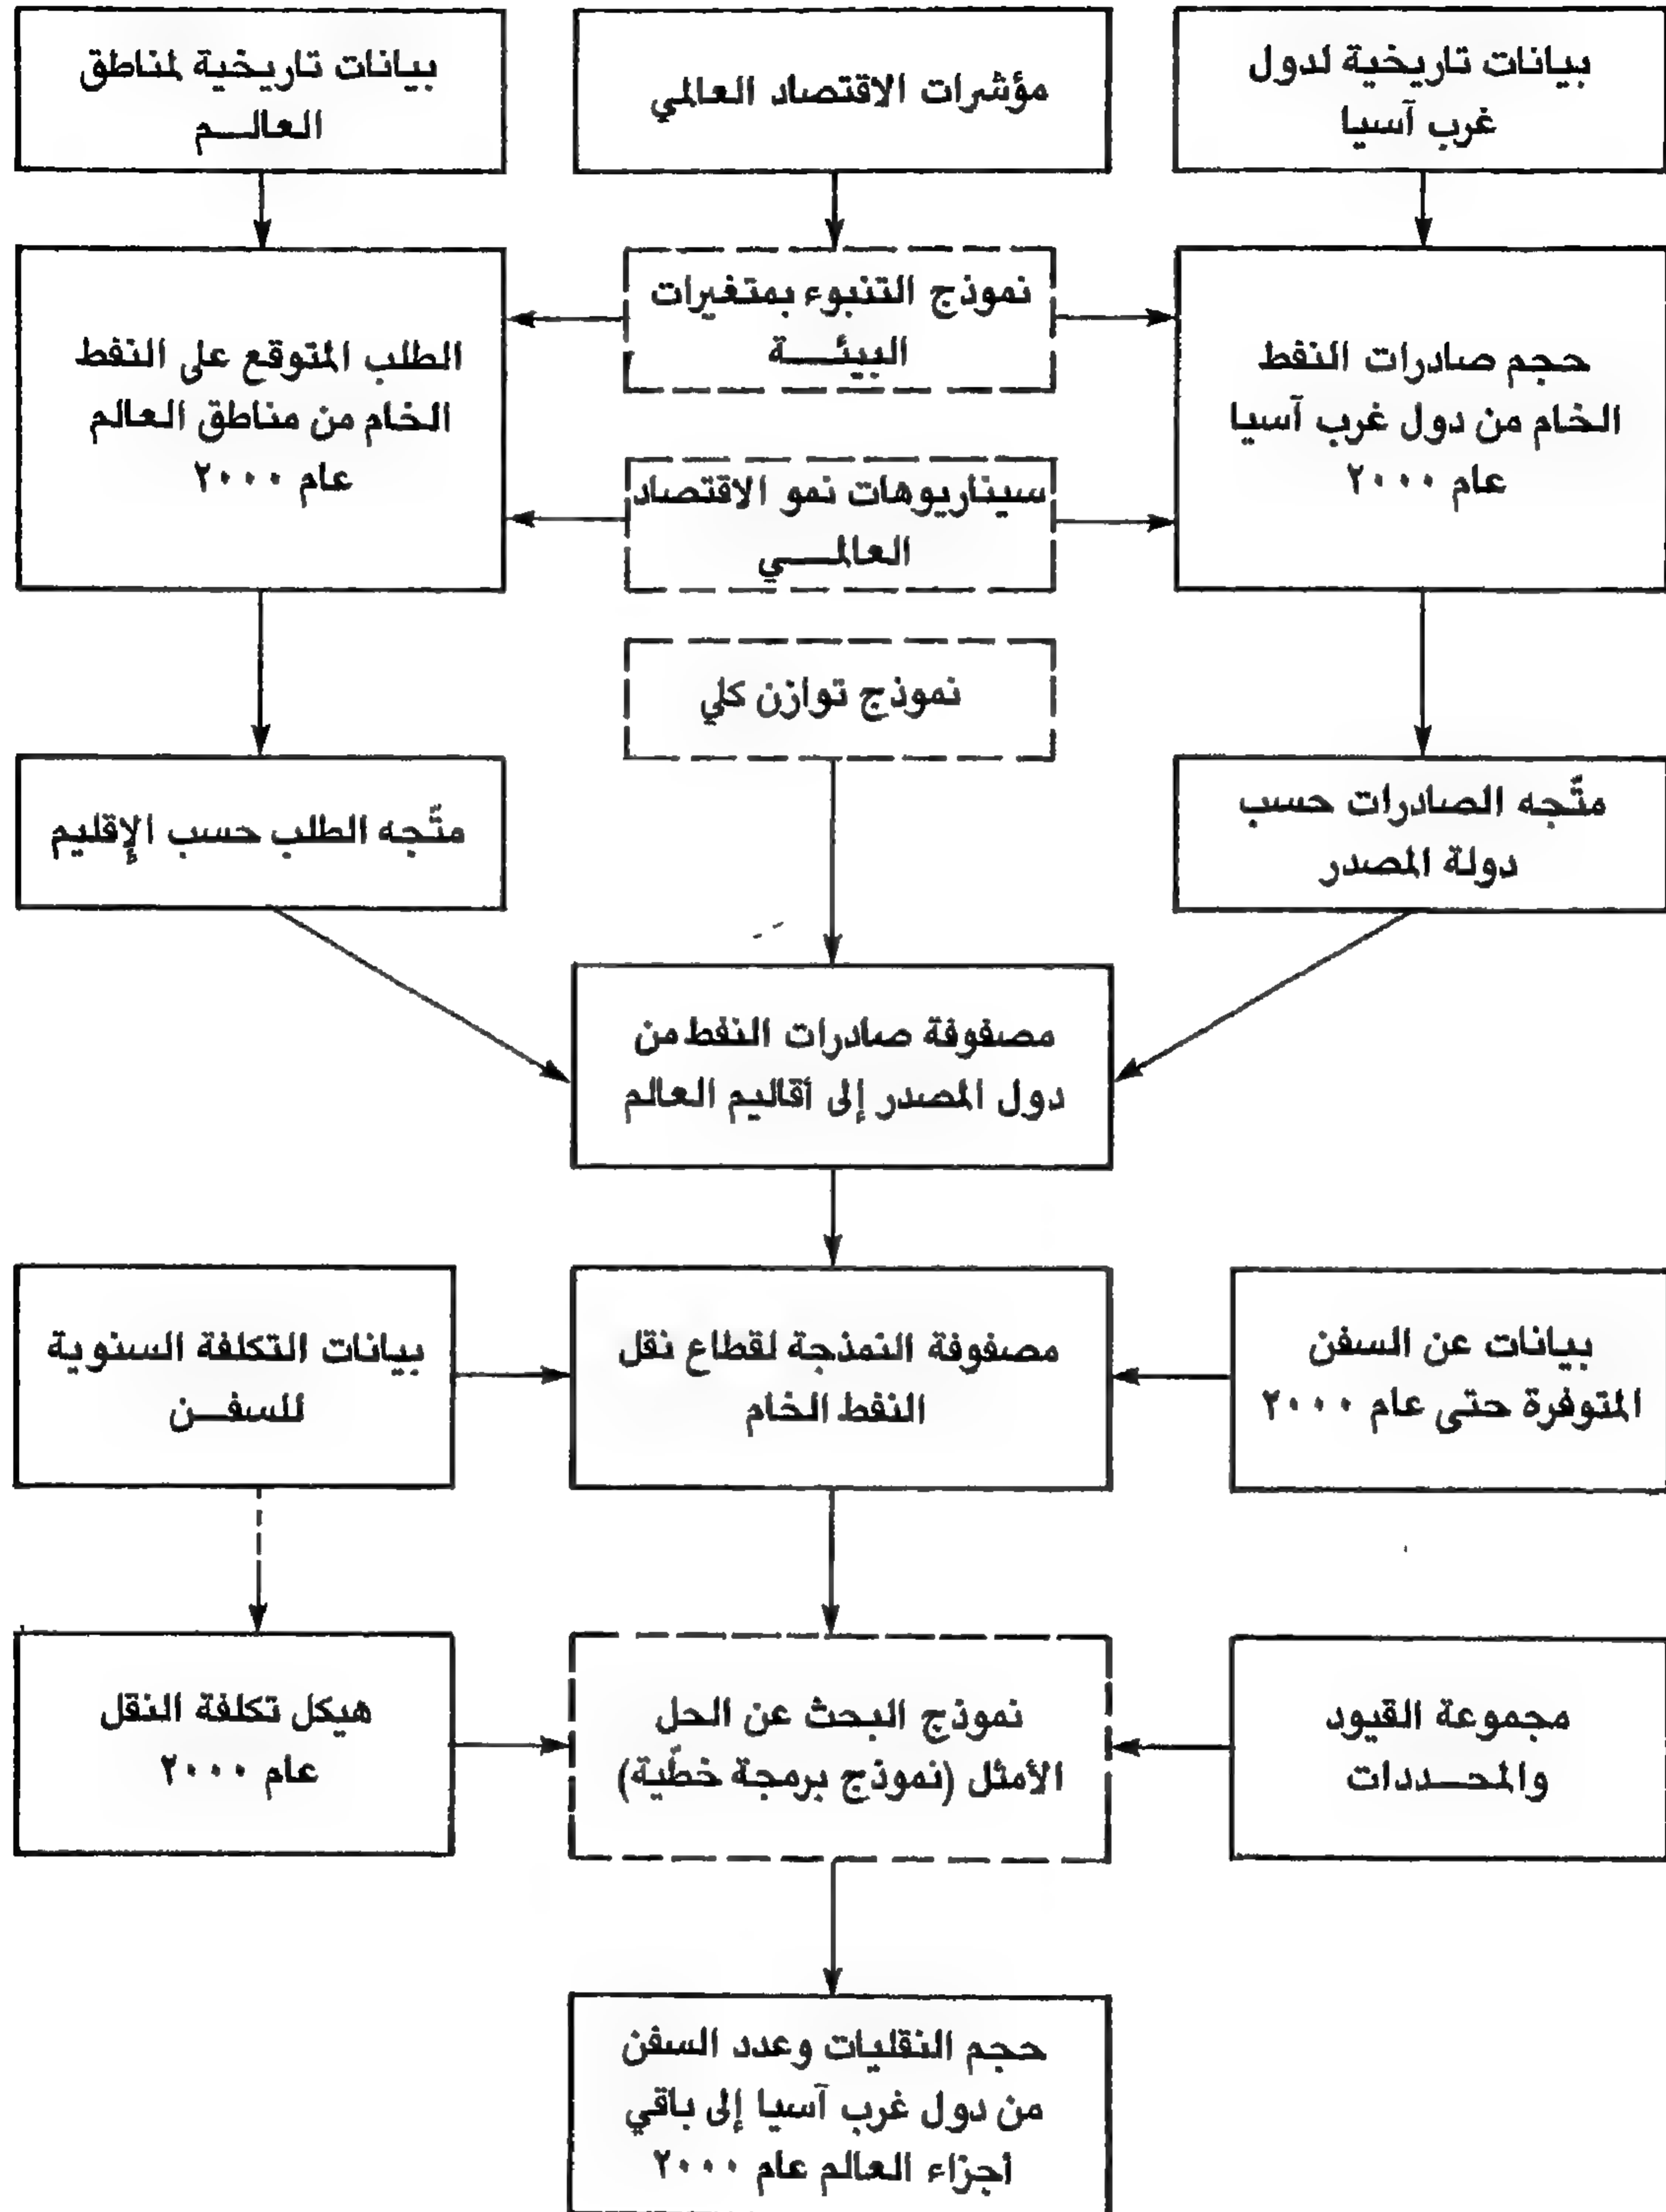 بيانات تاريخية لدول
غرب آسيا
مؤشرات الاقتصاد العالمي
بيانات تاريخية لمناطق
العالـــم
حجم صادرات النفط
الخام من دول غرب آسيا
عام ٢٠٠٠
نموذج التنبوء بمتغيرات
البيئـــة
سيناريوهات نمو الاقتصاد
العالمـــي
الطلب المتوقع على النفط
الخام من مناطق العالم
عام ٢٠٠٠
نموذج توازن كلي
متّجه الصادرات حسب
دولة المصدر
متّجه الطلب حسب الإقليم
مصفوفة صادرات النفط من
دول المصدر إلى أقاليم العالم
بيانات عن السفن
المتوفرة حتى عام ٢٠٠٠
مصفوفة النمذجة لقطاع نقل
النفط الخام
بيانات التكلفة السنوية
للسفـــن
مجموعة القيود
والمحـــددات
نموذج البحث عن الحل
الأمثل (نموذج برمجة خطّية)
هيكل تكلفة النقل
عام ٢٠٠٠
حجم النقليات وعدد السفن
من دول غرب آسيا إلى باقي
أجزاء العالم عام ٢٠٠٠